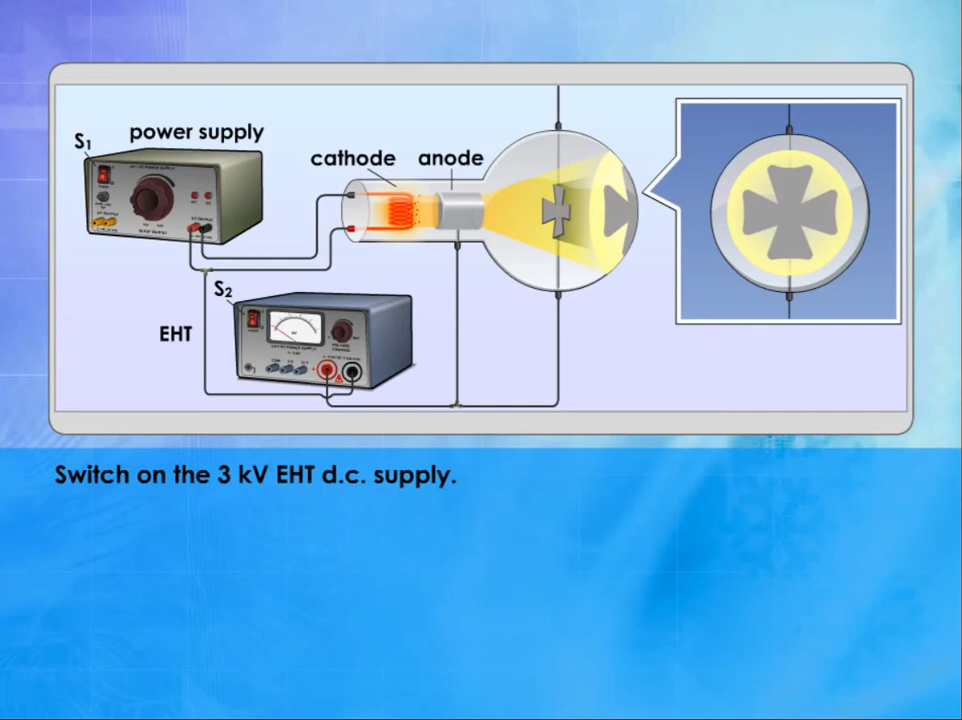 S1
power supply
cathode
anode
S2
EHT
Switch on the 3 kV EHT d.c. supply.